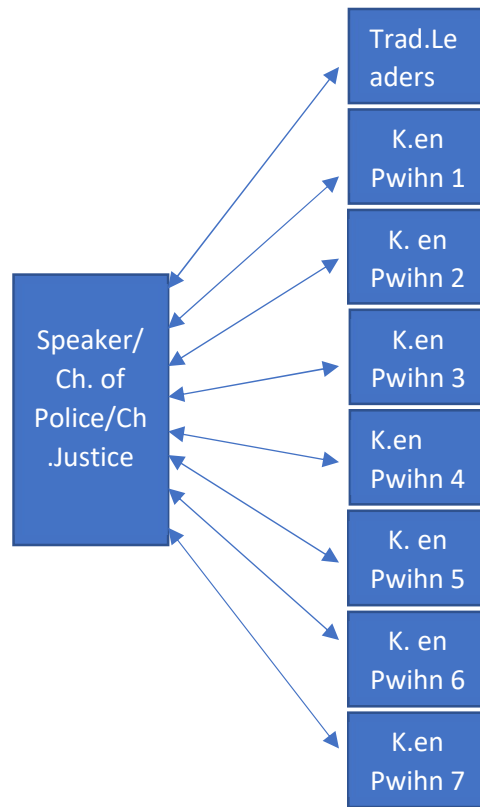 Trad.Le
aders
K.en
Pwihn 1
K. en
Pwihn 2
Speaker/
Ch. of
Police/Ch
.Justice
K.en
Pwihn 3
K.en
Pwihn 4
K. en
Pwihn 5
K. en
Pwihn 6
K.en
Pwihn 7